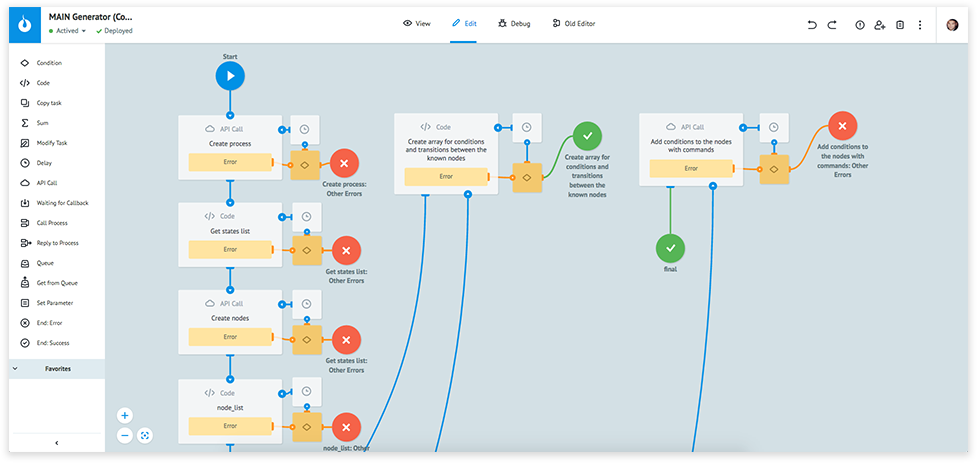 MAIN Generator (Co...
Actived
Deployed
View
Edit
Debug
Old Editor
Condition
Code
Copy task
Sum
Modify Task
Delay
API Call
Waiting for Callback
Call Process
Reply to Process
Queue
Get from Queue
Set Parameter
End: Error
End: Success
Favorites
Start
API Call
Create process
Error
Create process:
Other Errors
Code
Get states list
Error
Get states list:
Other Errors
API Call
Create nodes
Error
Get states list:
Other Errors
Code
node_list
Error
node_list: Other
Code
Create array for conditions
and transitions between the
known nodes
Error
Create array for
conditions and
transitions
between the
known nodes
API Call
Add conditions to the nodes
with commands
Error
Add conditions to
the nodes with
commands: Other
Errors
final